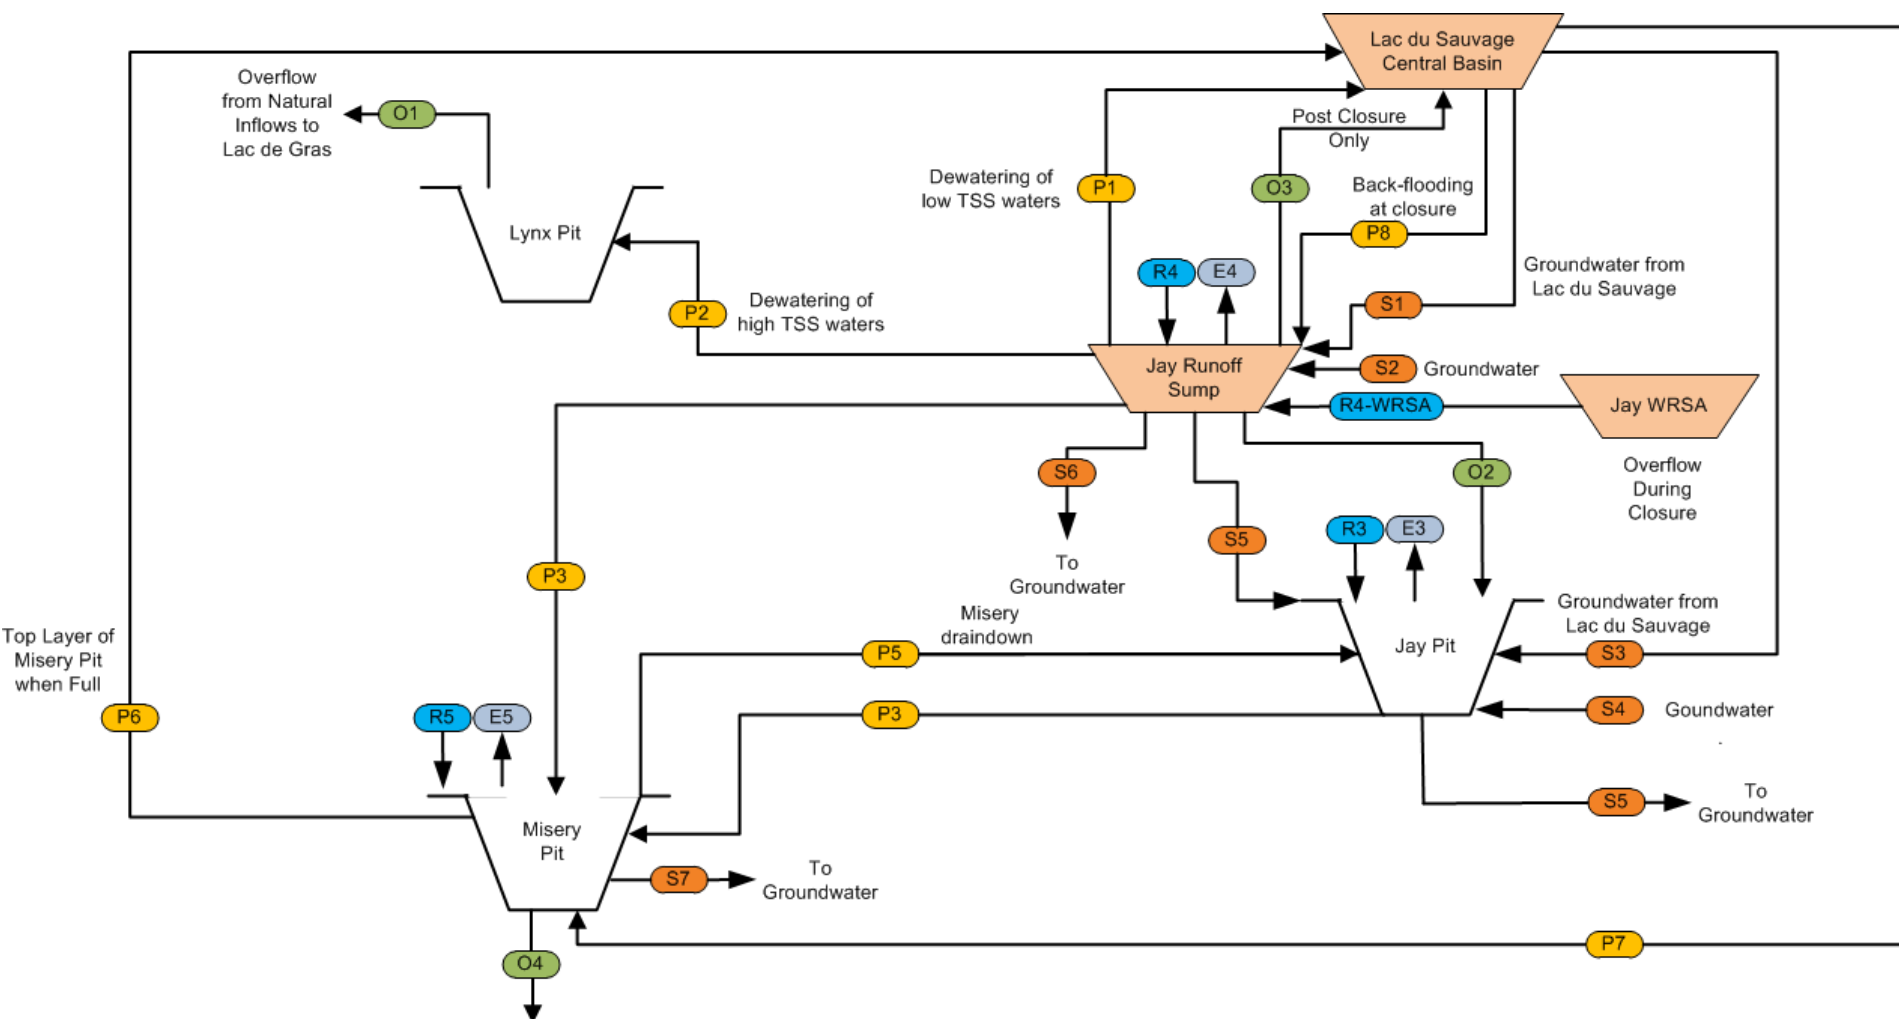 Lac du Sauvage
Central Basin
Overflow
from Natural
Inflows to
Lac de Gras
O1
Post Closure
Only
Dewatering of
low TSS waters
P1
O3
Back-flooding
at closure
P8
Lynx Pit
R4
E4
Groundwater from
Lac du Sauvage
S1
Dewatering of
high TSS waters
P2
Jay Runoff
Sump
S2
Groundwater
R4-WRSA
Jay WRSA
S6
O2
Overflow
During
Closure
S5
R3
E3
To
Groundwater
P3
Misery
draindown
Groundwater from
Lac du Sauvage
Top Layer of
Misery Pit
when Full
P5
Jay Pit
S3
P6
R5
E5
P3
S4
Goundwater
S5
To
Groundwater
Misery
Pit
S7
To
Groundwater
P7
O4